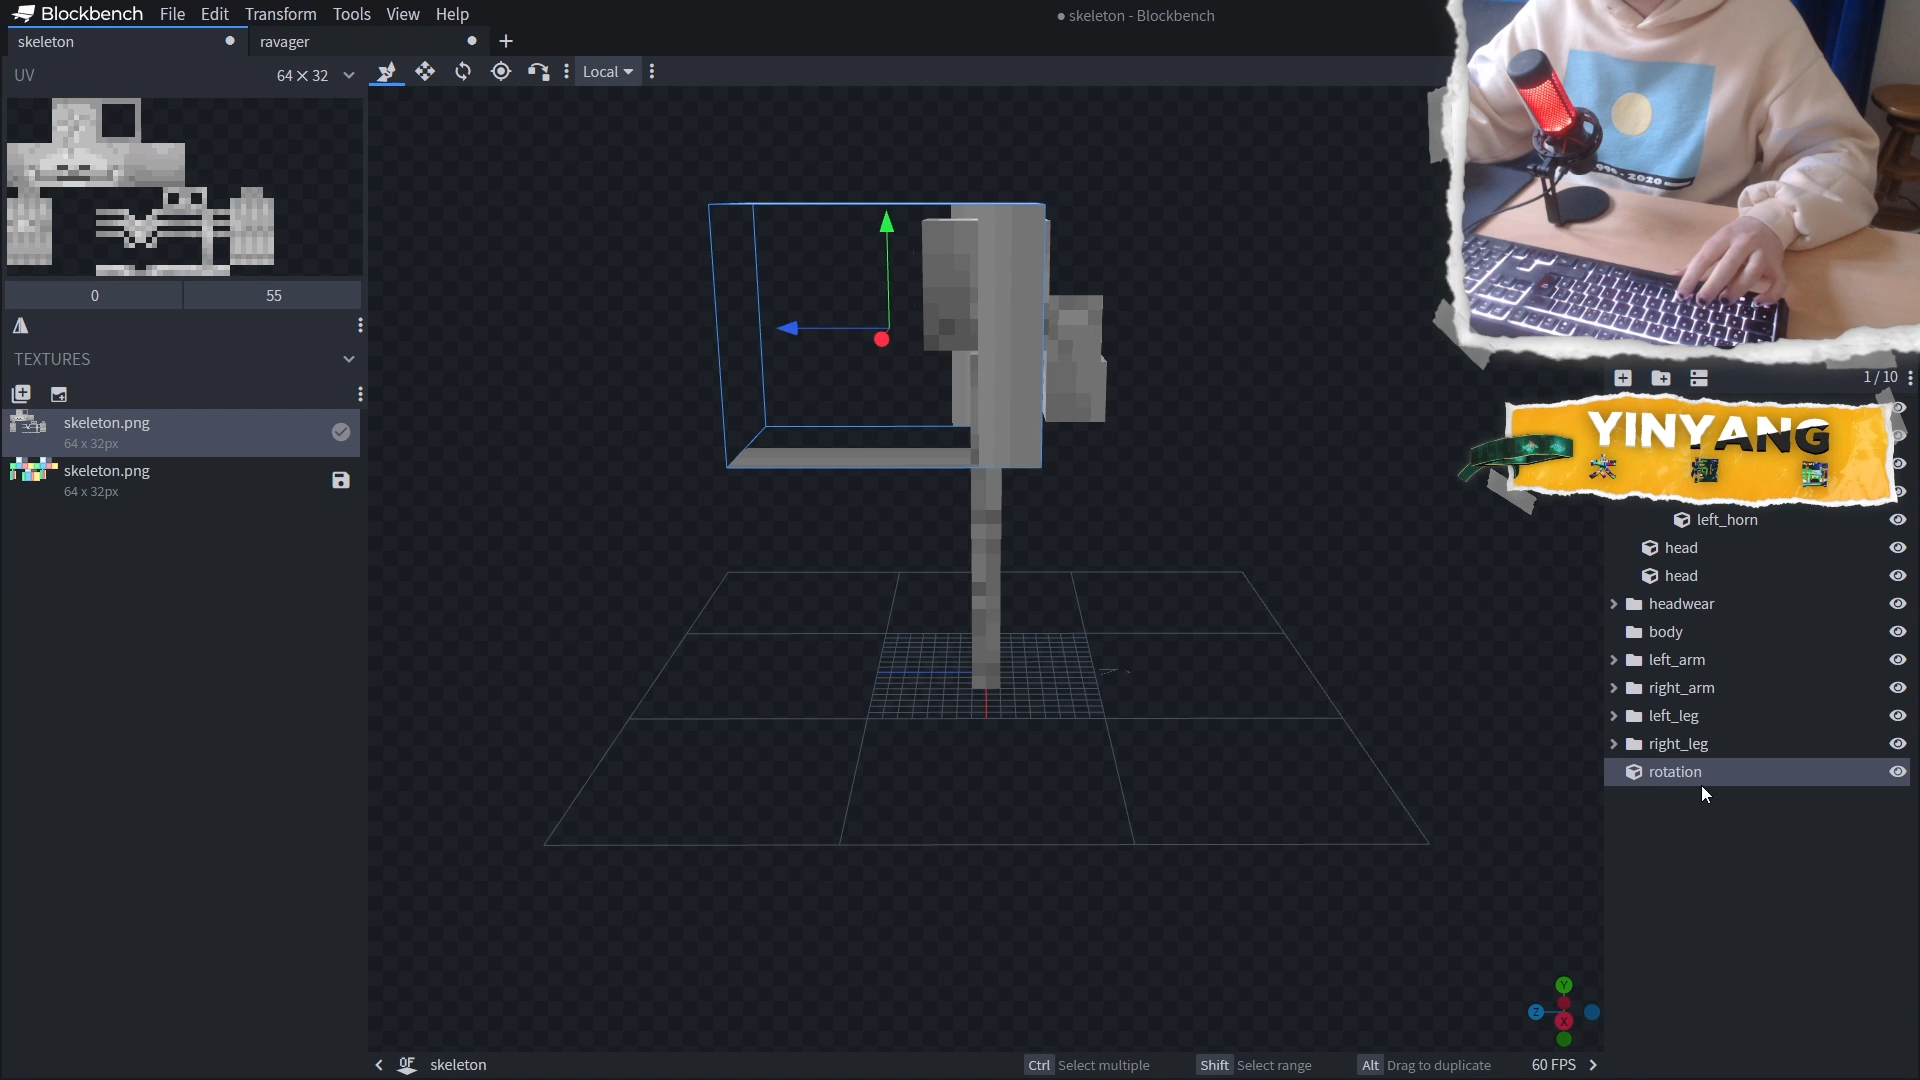 Blockbench File Edit Transform Tools View Help
skeleton - Blockbench
skeleton
ravager
UV
64 × 32
Local
0
55
TEXTURES
skeleton.png
64 x 32px
skeleton.png
64 x 32px
2020
1 / 10
YINYANG
left_horn
head
head
headwear
body
left_arm
right_arm
left_leg
right_leg
rotation
Y
Z
X
OF skeleton
Ctrl Select multiple
Shift Select range
Alt Drag to duplicate
60 FPS